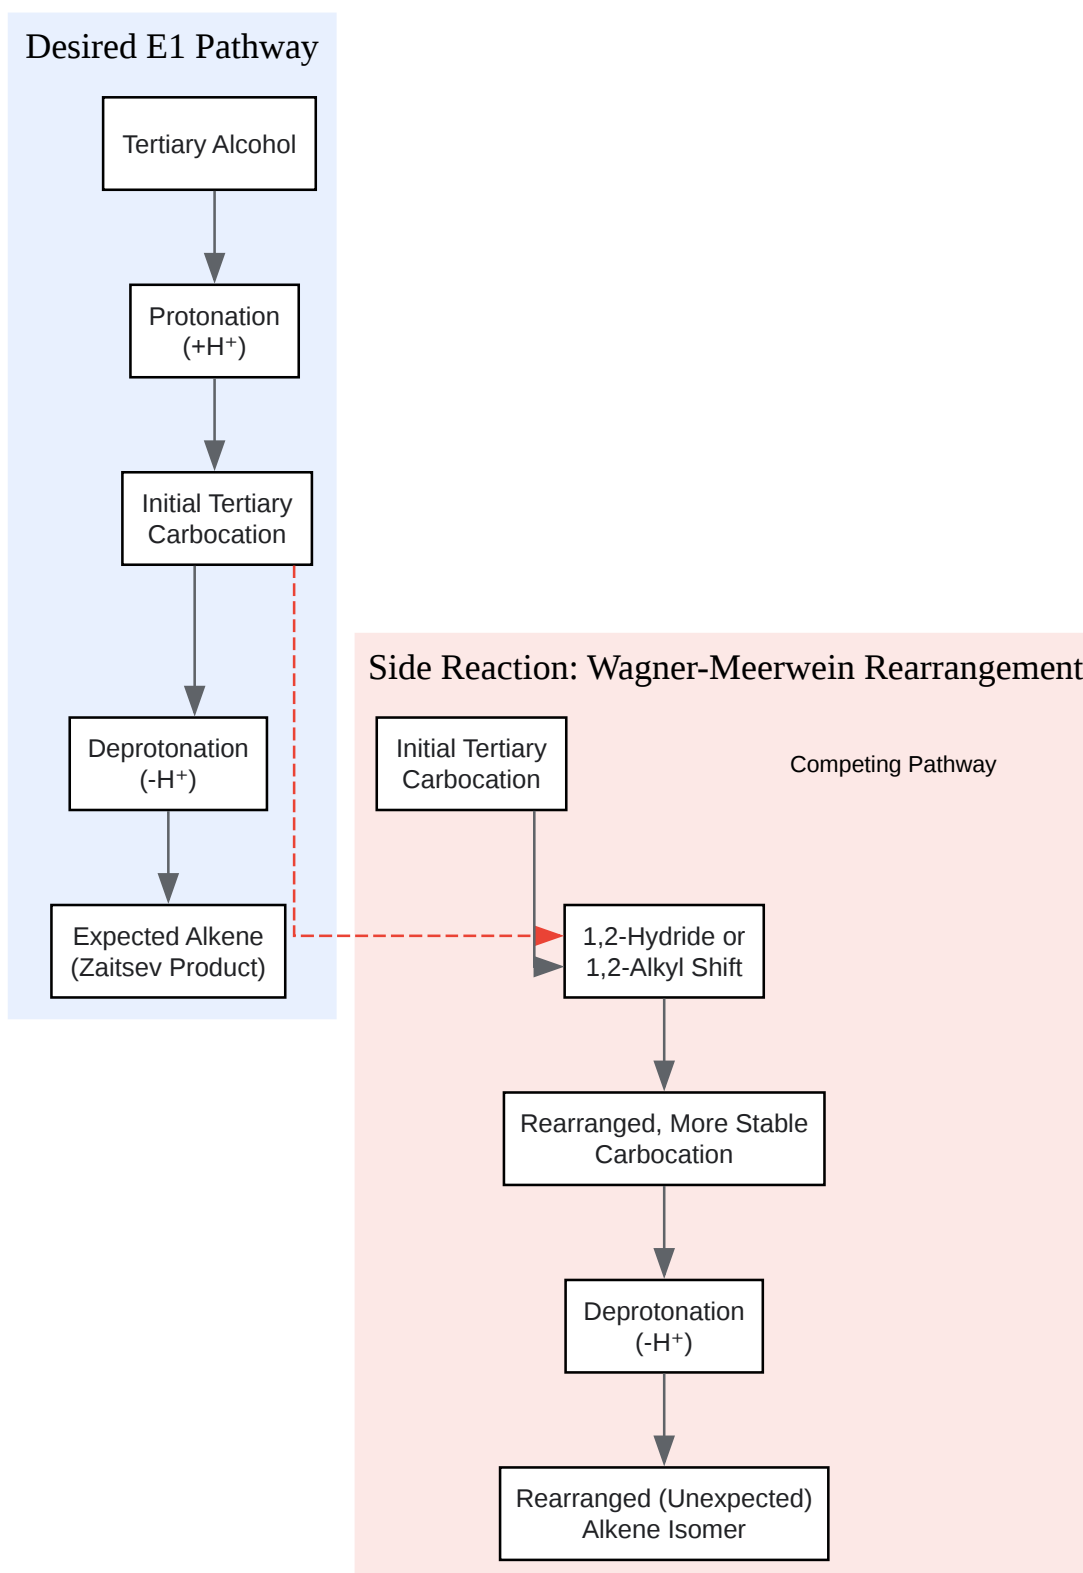 Desired E1 Pathway
Tertiary Alcohol
Protonation
(+H⁺)
Initial Tertiary
Carbocation
Deprotonation
(-H⁺)
Expected Alkene
(Zaitsev Product)
Side Reaction: Wagner-Meerwein Rearrangement
Initial Tertiary
Carbocation
Competing Pathway
1,2-Hydride or
1,2-Alkyl Shift
Rearranged, More Stable
Carbocation
Deprotonation
(-H⁺)
Rearranged (Unexpected)
Alkene Isomer